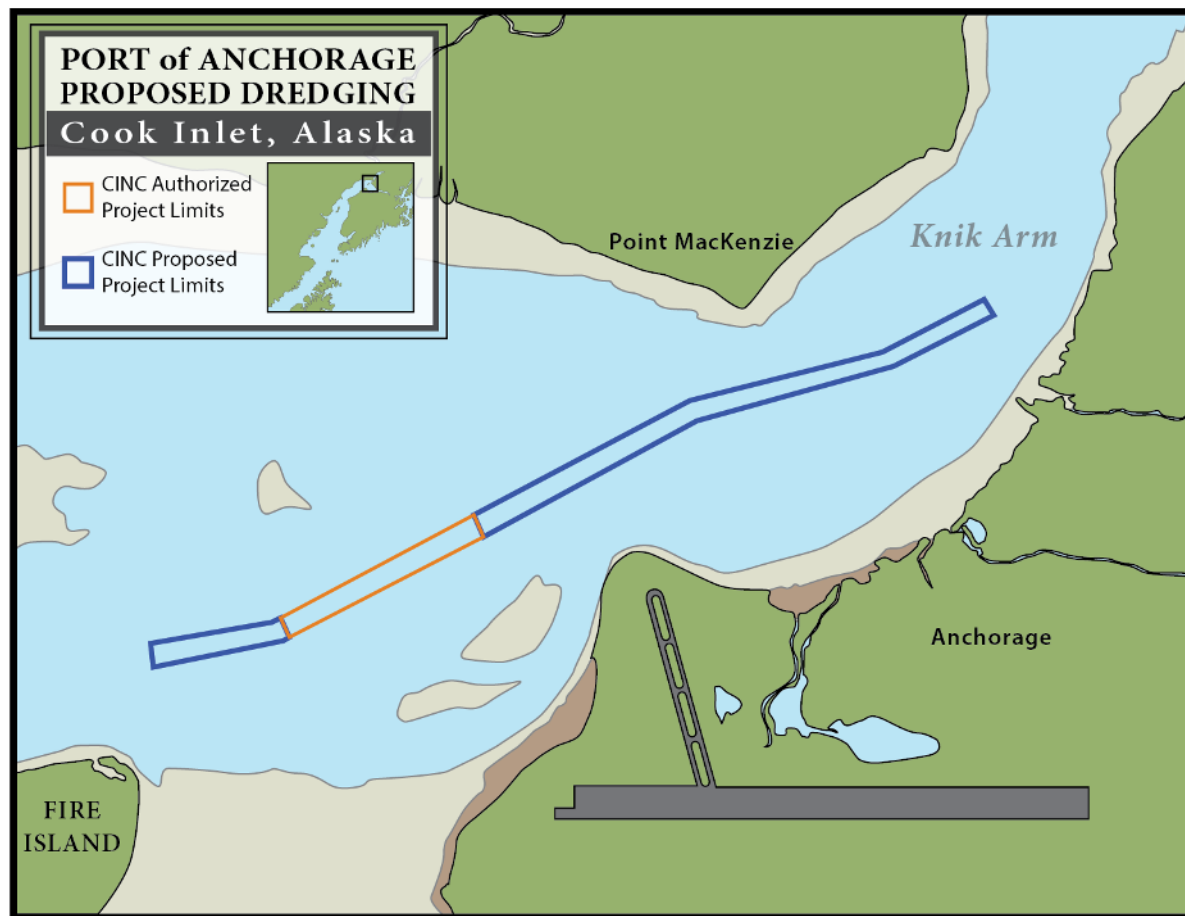 PORT of ANCHORAGE
PROPOSED DREDGING
Cook Inlet, Alaska
CINC Authorized
Project Limits
CINC Proposed
Project Limits
Point MacKenzie
Knik Arm
Anchorage
FIRE
ISLAND